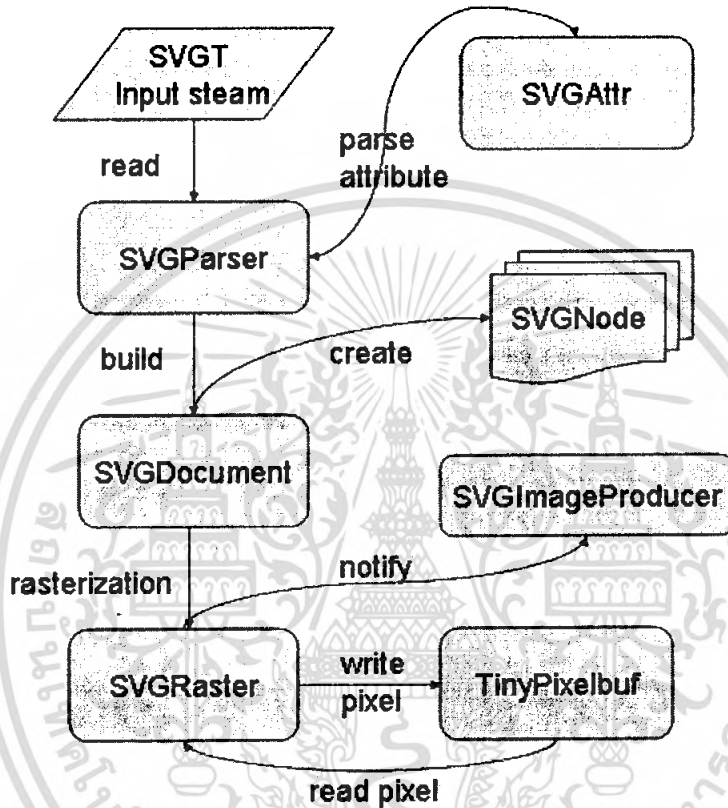 SVGT
Input steam
SVGAttr
parse
attribute
read
SVGParser
SVGNode
build
create
SVGDocument
SVGImageProducer
notify
rasterization
SVGRaster
write
pixel
TinyPixelbuf
read pixel